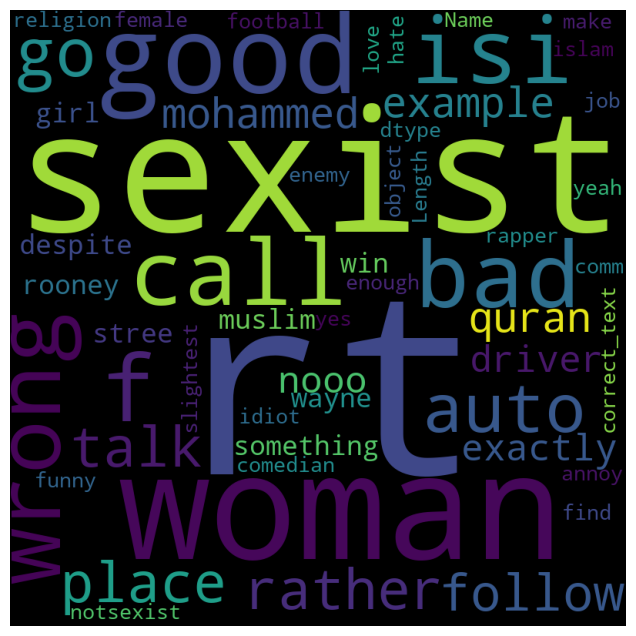 religion female football Name make
go good love hate isi islam
girl mohammed example job
sexist dtype
enemy object Length yeah
despite call win rapper
rooney enough bad comm
muslim yes quran correct_text
wrong stree slightest rt nooo driver
f wayne auto
talk idiot something exactly
funny comedian annoy
woman find
place rather follow
notsexist